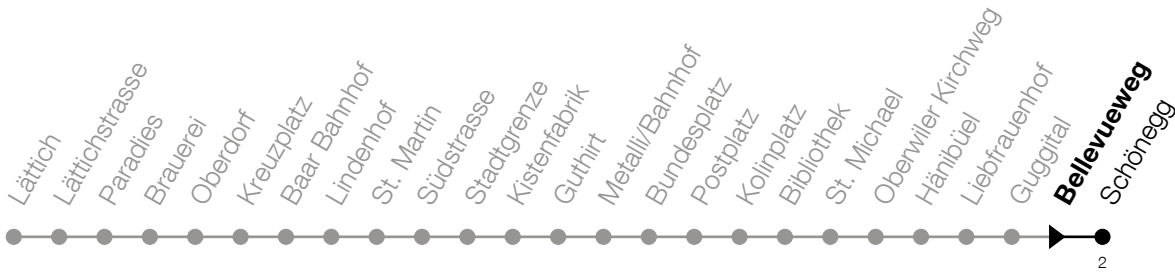 Lättich
Lättichstrasse
Paradies
Brauerei
Oberdorf
Kreuzplatz
Baar Bahnhof
Lindenhof
St. Martin
Südstrasse
Stadtgrenze
Kistenfabrik
Guthirt
Metalli/Bahnhof
Bundesplatz
Postplatz
Kolinplatz
Bibliothek
St. Michael
Oberwiler Kirchweg
Hänibüel
Liebfrauenhof
Guggital
Bellevueweg
Schönegg
2